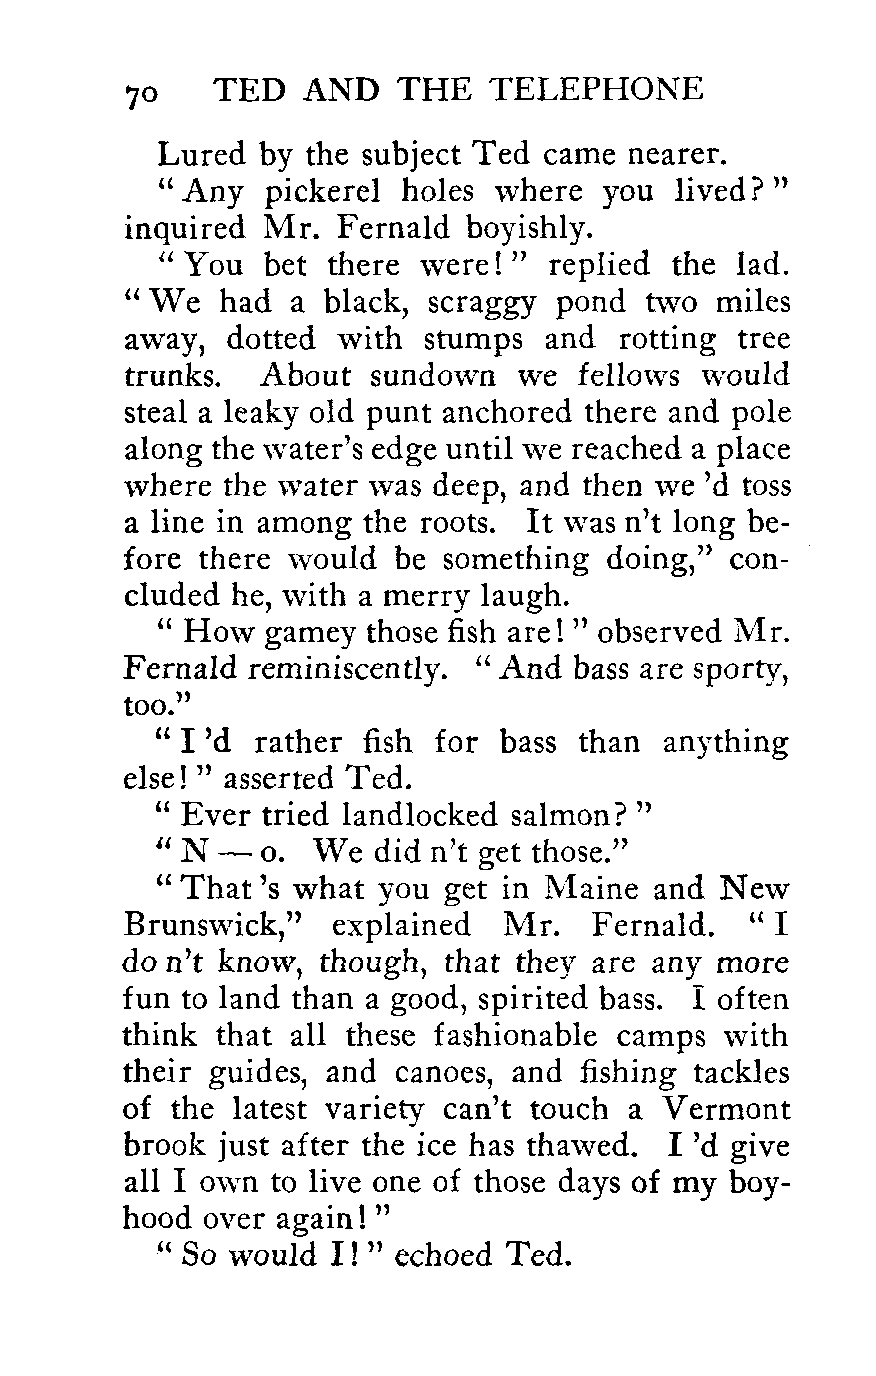 70 TED AND THE TELEPHONE
Lured by the subject Ted came nearer.
“ Any pickerel holes where you lived? ”
inquired Mr. Fernald boyishly.
“ You bet there were! ” replied the lad.
“ We had a black, scraggy pond two miles
away, dotted with stumps and rotting tree
trunks. About sundown we fellows would
steal a leaky old punt anchored there and pole
along the water’s edge until we reached a place
where the water was deep, and then we ’d toss
a line in among the roots. It was n’t long be-
fore there would be something doing,” con-
cluded he, with a merry laugh.
“ How gamey those fish are! ” observed Mr.
Fernald reminiscently. “ And bass are sporty,
too.”
“ I ’d rather fish for bass than anything
else! ” asserted Ted.
“ Ever tried landlocked salmon? ”
“ N — o. We did n’t get those.”
“ That ’s what you get in Maine and New
Brunswick,” explained Mr. Fernald. “ I
do n’t know, though, that they are any more
fun to land than a good, spirited bass. I often
think that all these fashionable camps with
their guides, and canoes, and fishing tackles
of the latest variety can’t touch a Vermont
brook just after the ice has thawed. I ’d give
all I own to live one of those days of my boy-
hood over again! ”
“ So would I! ” echoed Ted.